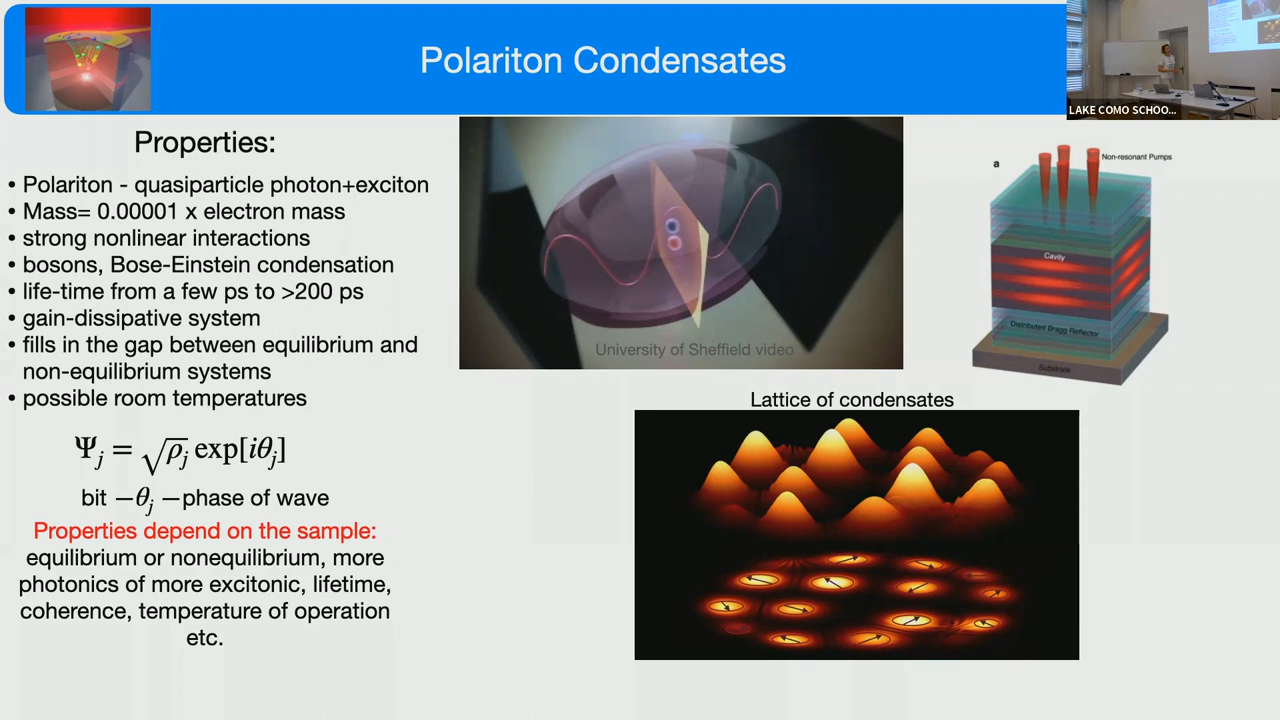 Polariton Condensates
LAKE COMO SCHOO...
Properties:
• Polariton - quasiparticle photon+exciton
• Mass= 0.00001 x electron mass
• strong nonlinear interactions
• bosons, Bose-Einstein condensation
• life-time from a few ps to >200 ps
• gain-dissipative system
• fills in the gap between equilibrium and
non-equilibrium systems
• possible room temperatures
Ψⱼ = √ρⱼ exp[iθⱼ]
bit –θⱼ –phase of wave
Properties depend on the sample:
equilibrium or nonequilibrium, more
photonics of more excitonic, lifetime,
coherence, temperature of operation
etc.
University of Sheffield video
a
Non-resonant Pumps
Cavity
Distributed Bragg Reflector
Substrate
Lattice of condensates